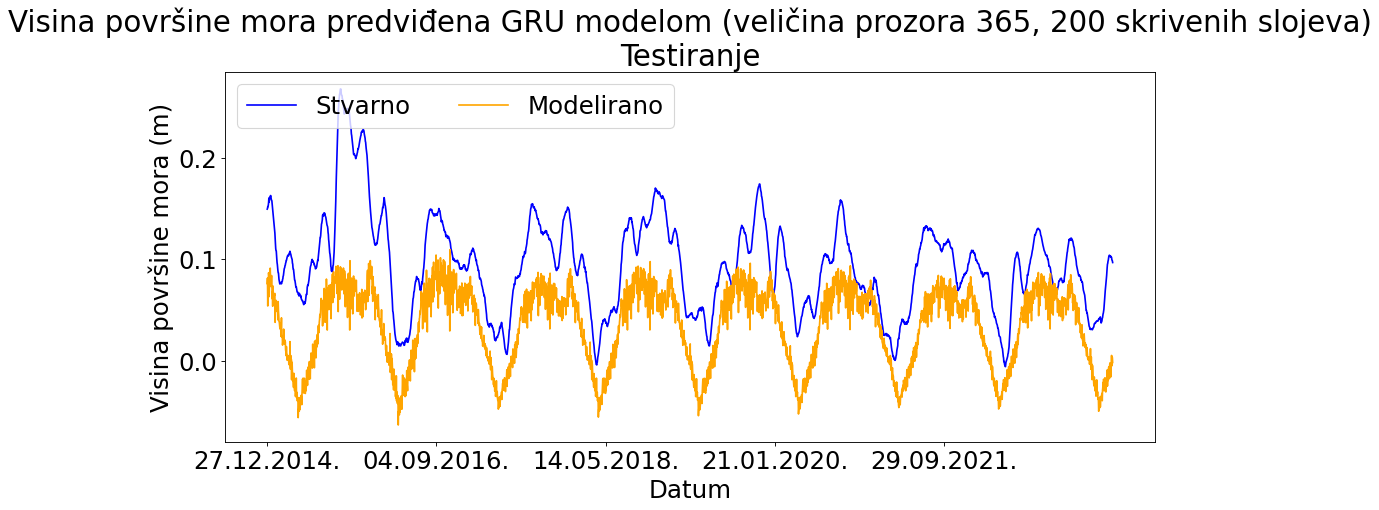 Visina površine mora predviđena GRU modelom (veličina prozora 365, 200 skrivenih slojeva)
Testiranje
Stvarno
Modelirano
Visina površine mora (m)
0.2
0.1
0.0
27.12.2014.
04.09.2016.
14.05.2018.
21.01.2020.
29.09.2021.
Datum